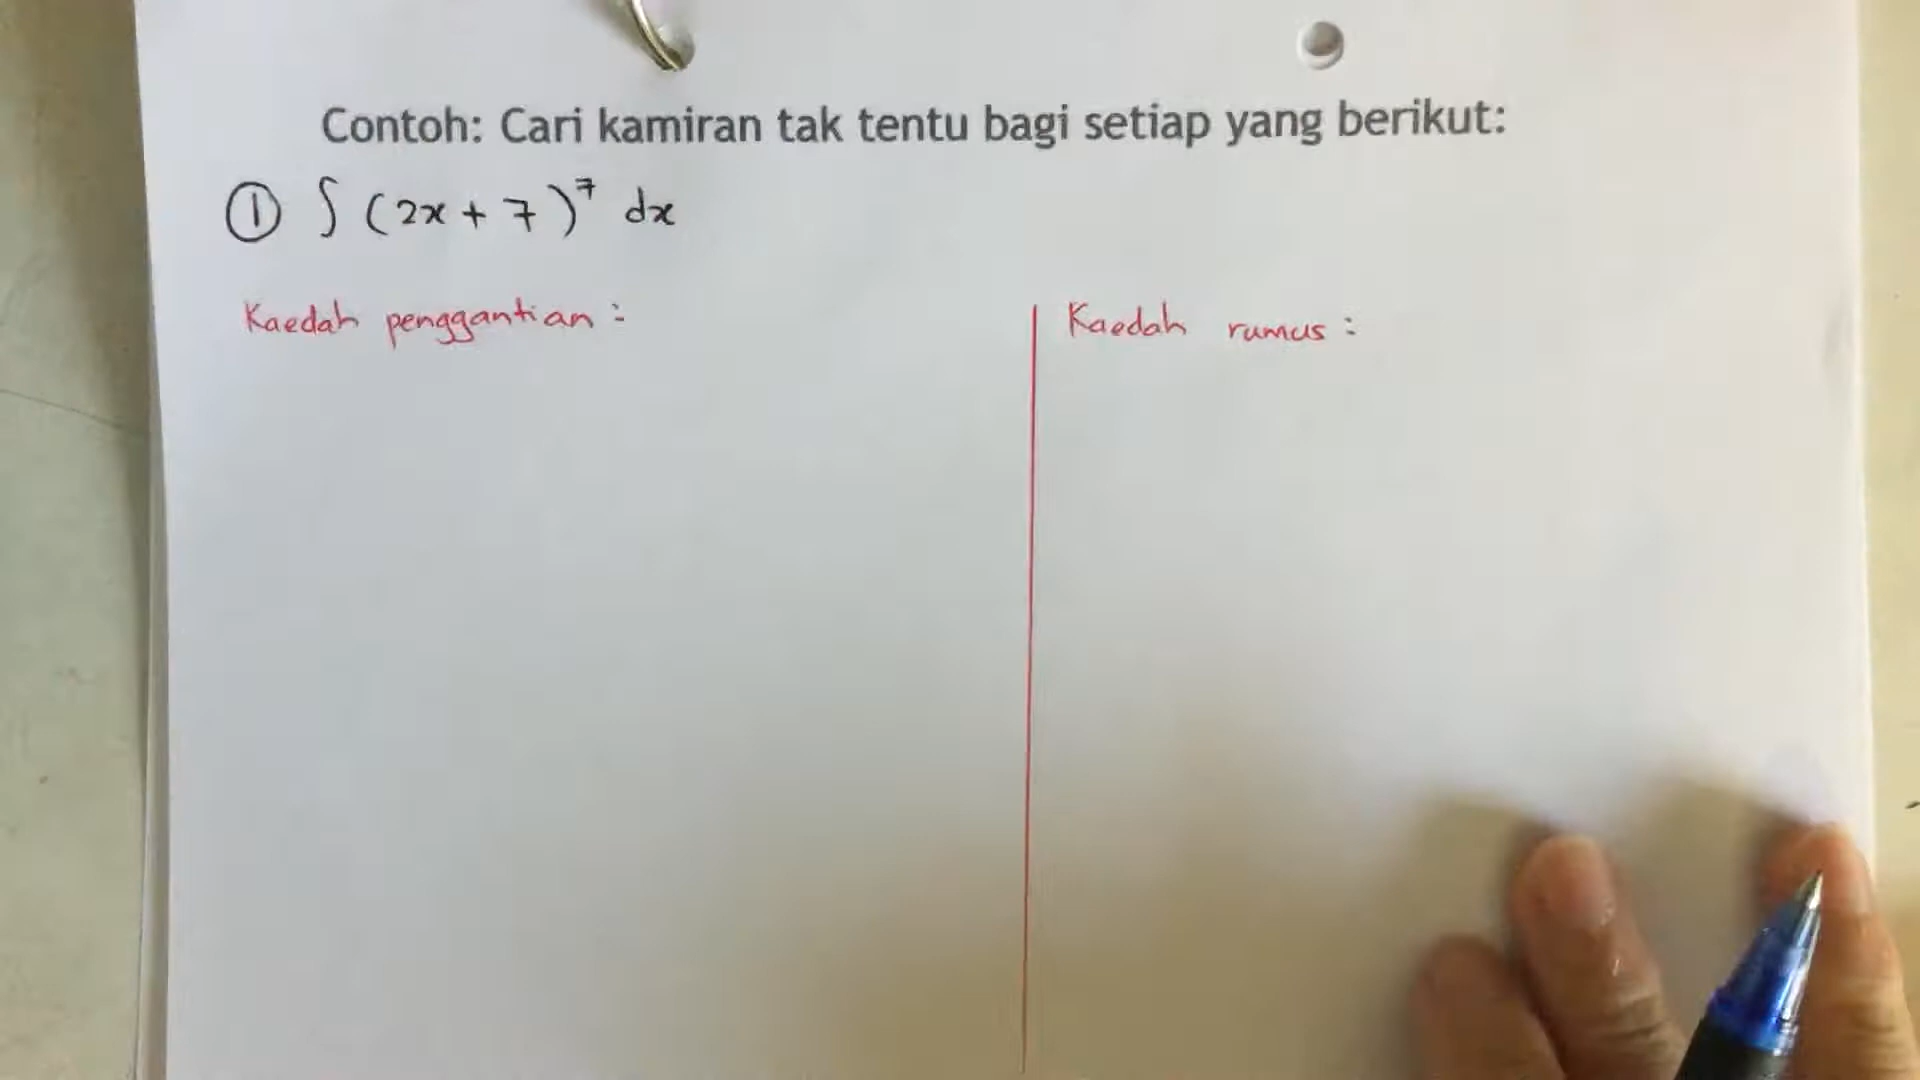 Contoh: Cari kamiran tak tentu bagi setiap yang berikut:
① ∫ (2x + 7)⁷ dx
Kaedah penggantian :
Kaedah rumus :